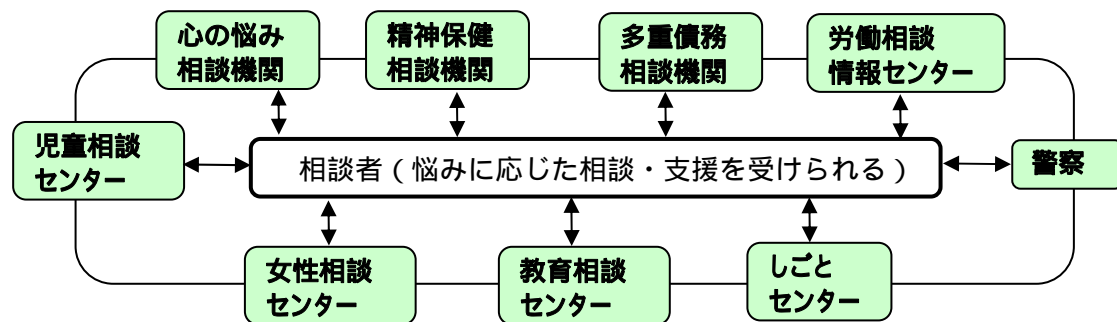 心の悩み
相談機関
精神保健
相談機関
多重債務
相談機関
労働相談
情報センター
児童相談
センター
相談者（悩みに応じた相談・支援を受けられる）
警察
女性相談
センター
教育相談
センター
しごと
センター